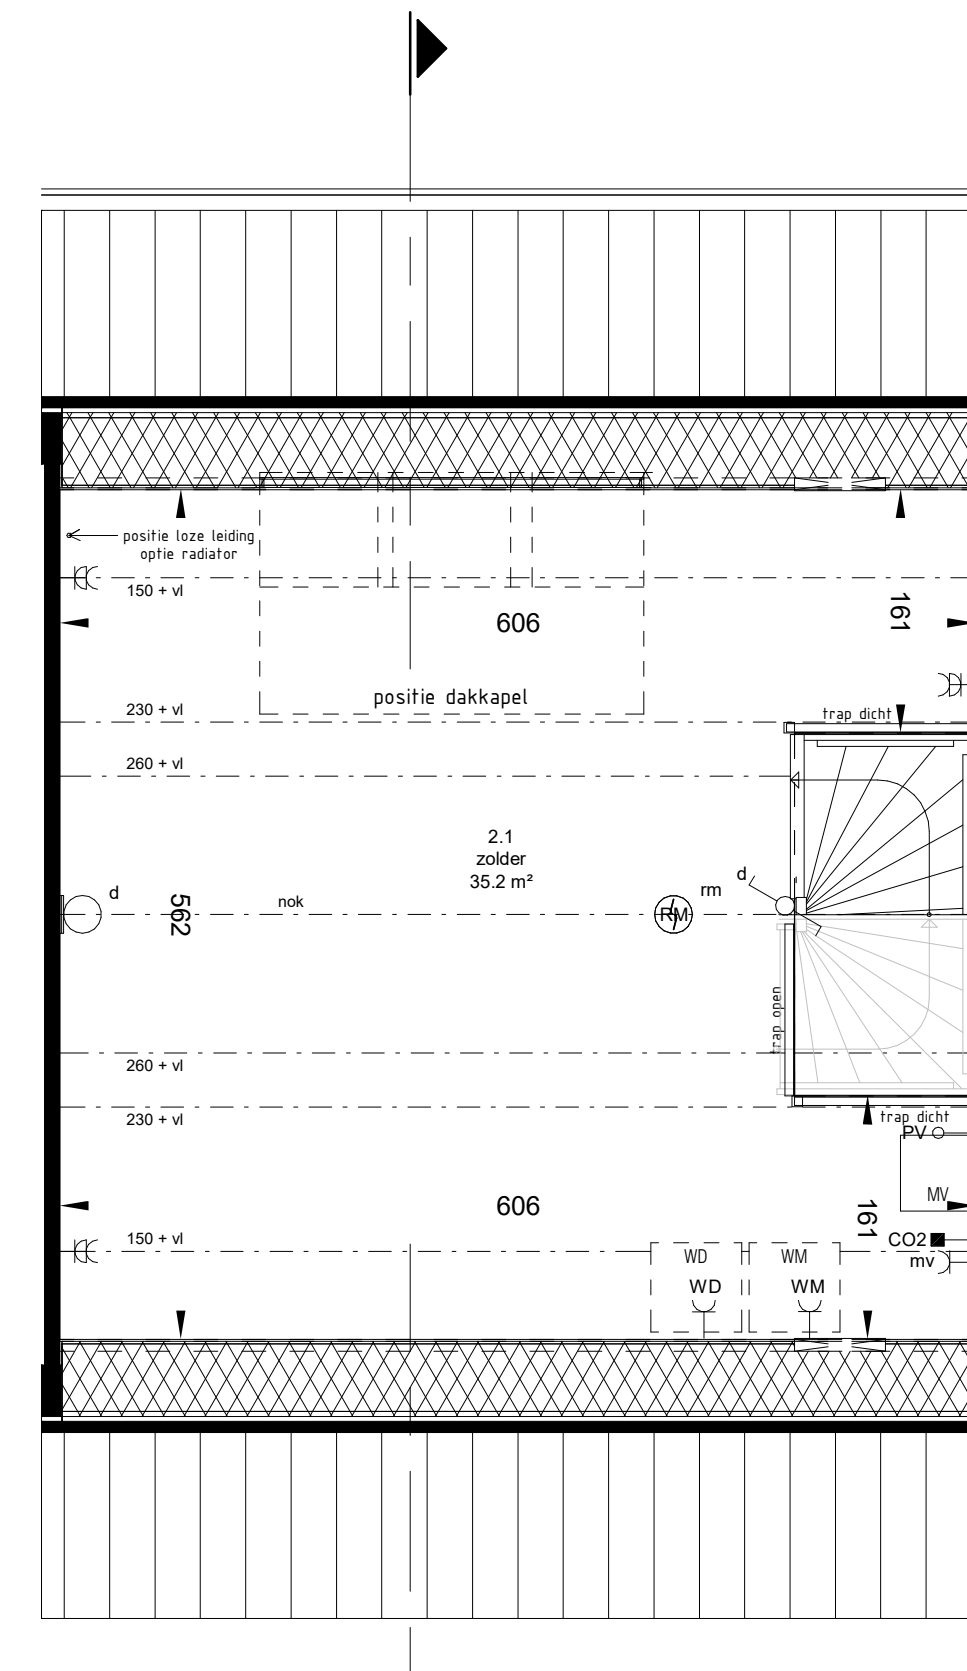 positie loze leiding
optie radiator
150 + vl
606
161
positie dakkapel
230 + vl
trap dicht
260 + vl
2.1
zolder
35.2 m²
d
562
nok
RM
rm
d
trap open
260 + vl
230 + vl
trap dicht
PV
MV
606
161
150 + vl
CO2
mv
WD
WM
WD
WM